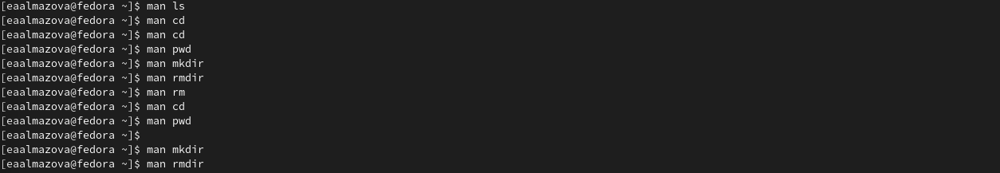 [eaalmazova@fedora ~]$ man ls
[eaalmazova@fedora ~]$ man cd
[eaalmazova@fedora ~]$ man cd
[eaalmazova@fedora ~]$ man pwd
[eaalmazova@fedora ~]$ man mkdir
[eaalmazova@fedora ~]$ man rmdir
[eaalmazova@fedora ~]$ man rm
[eaalmazova@fedora ~]$ man cd
[eaalmazova@fedora ~]$ man pwd
[eaalmazova@fedora ~]$
[eaalmazova@fedora ~]$ man mkdir
[eaalmazova@fedora ~]$ man rmdir